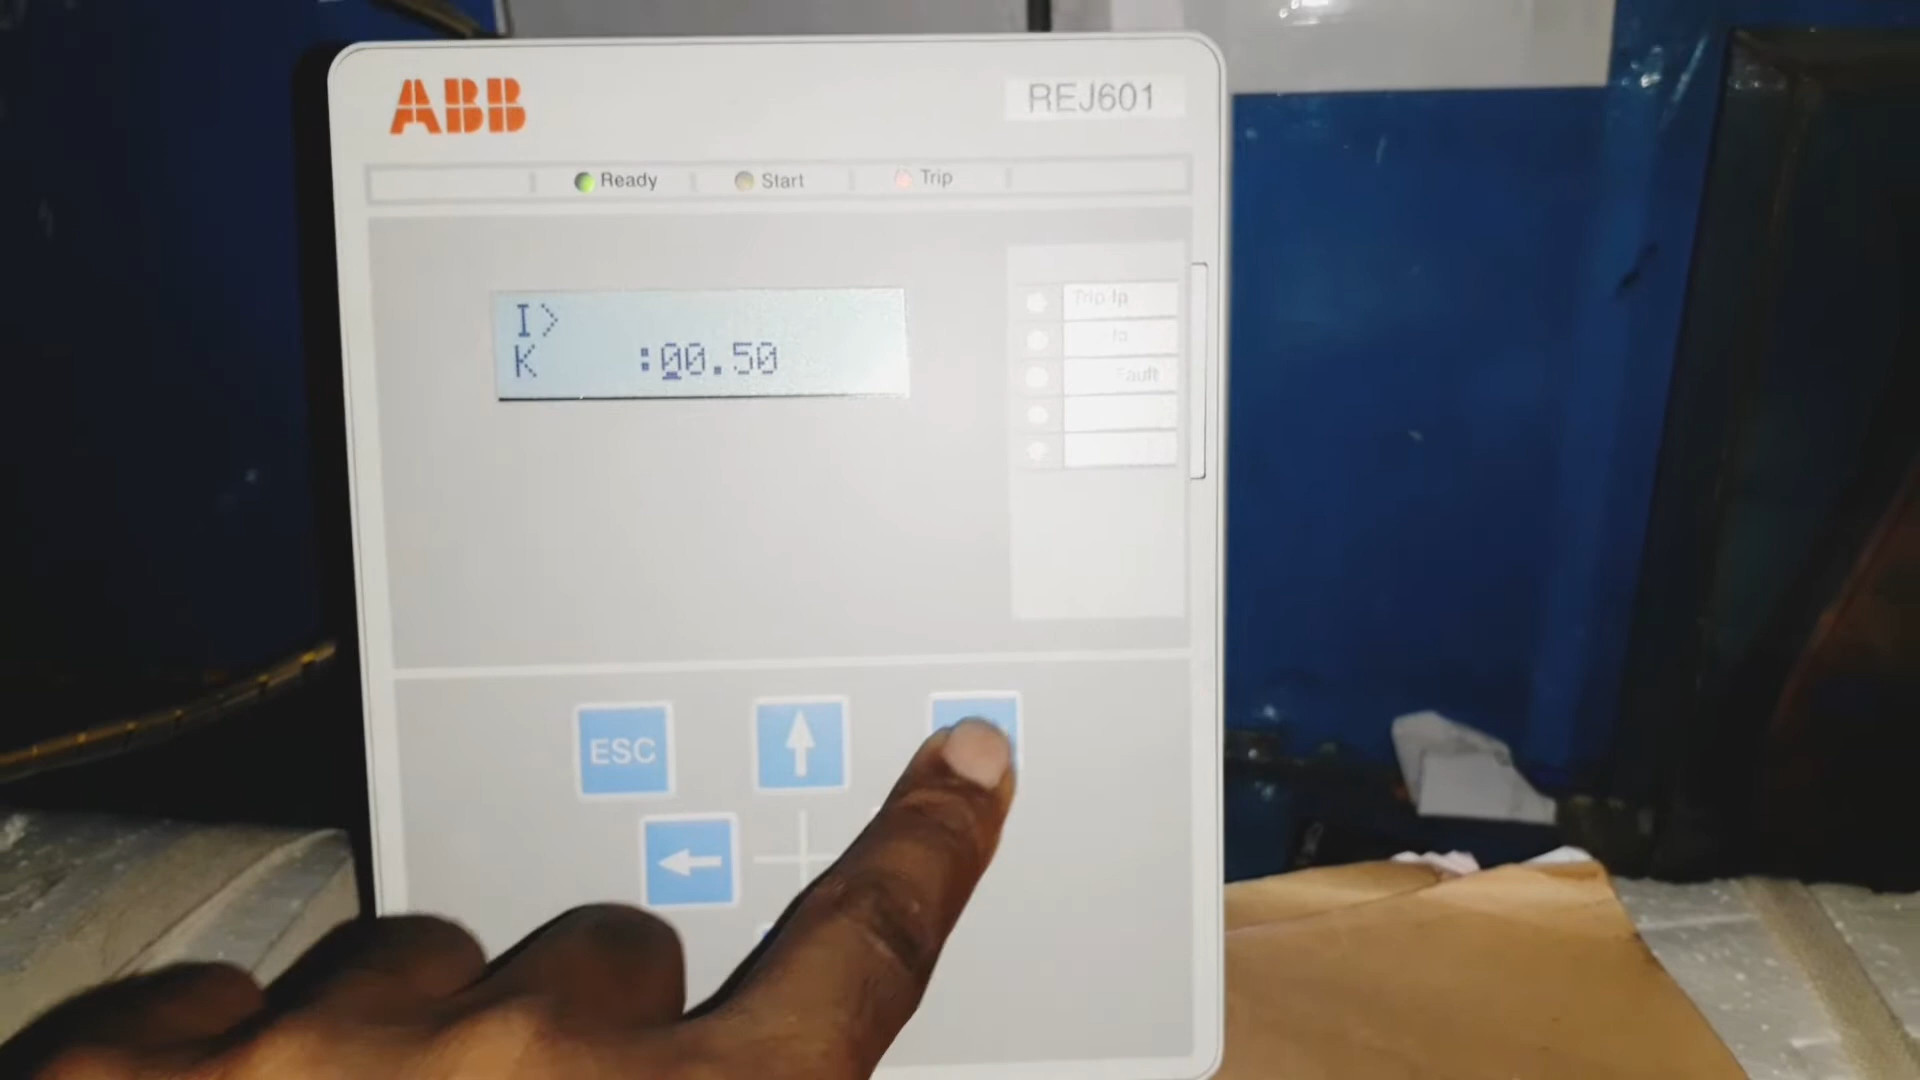 ABB
REJ601
Ready
Start
Trip
I>
K :00.50
Trip Ip
Io
Fault
ESC